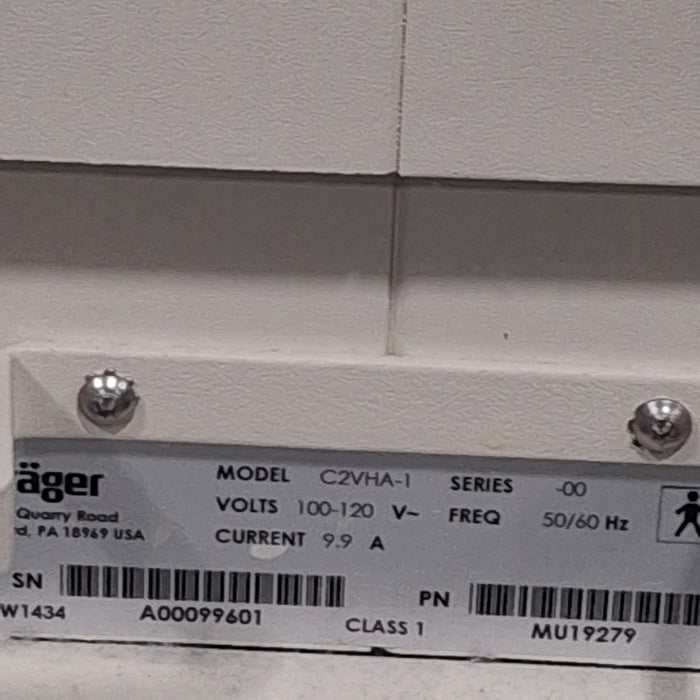 äger
MODEL C2VHA-1 SERIES -00
Quarry Road
VOLTS 100-120 V~ FREQ 50/60 Hz
d, PA 18969 USA
CURRENT 9.9 A
SN
PN
W1434 A00099601 CLASS 1 MU19279